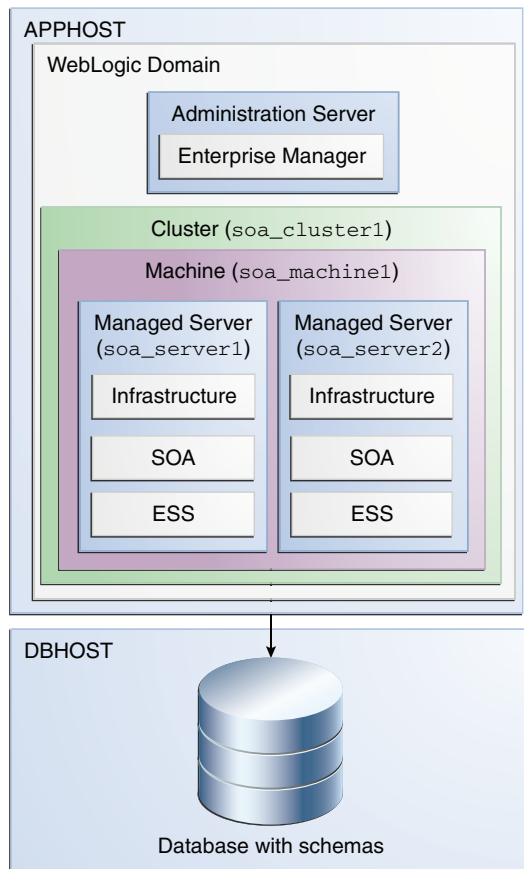 APPHOST
WebLogic Domain
Administration Server
Enterprise Manager
Cluster (soa_cluster1)
Machine (soa_machine1)
Managed Server
(soa_server1)
Infrastructure
SOA
ESS
Managed Server
(soa_server2)
Infrastructure
SOA
ESS
DBHOST
Database with schemas